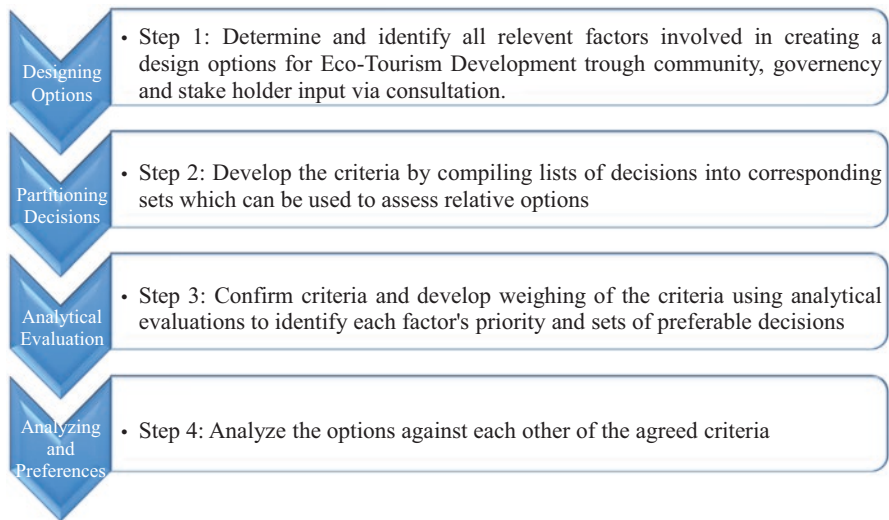 Designing
Options
• Step 1: Determine and identify all relevent factors involved in creating a
design options for Eco-Tourism Development trough community, governency
and stake holder input via consultation.
Partitioning
Decisions
• Step 2: Develop the criteria by compiling lists of decisions into corresponding
sets which can be used to assess relative options
Analytical
Evaluation
• Step 3: Confirm criteria and develop weighing of the criteria using analytical
evaluations to identify each factor's priority and sets of preferable decisions
Analyzing
and
Preferences
• Step 4: Analyze the options against each other of the agreed criteria